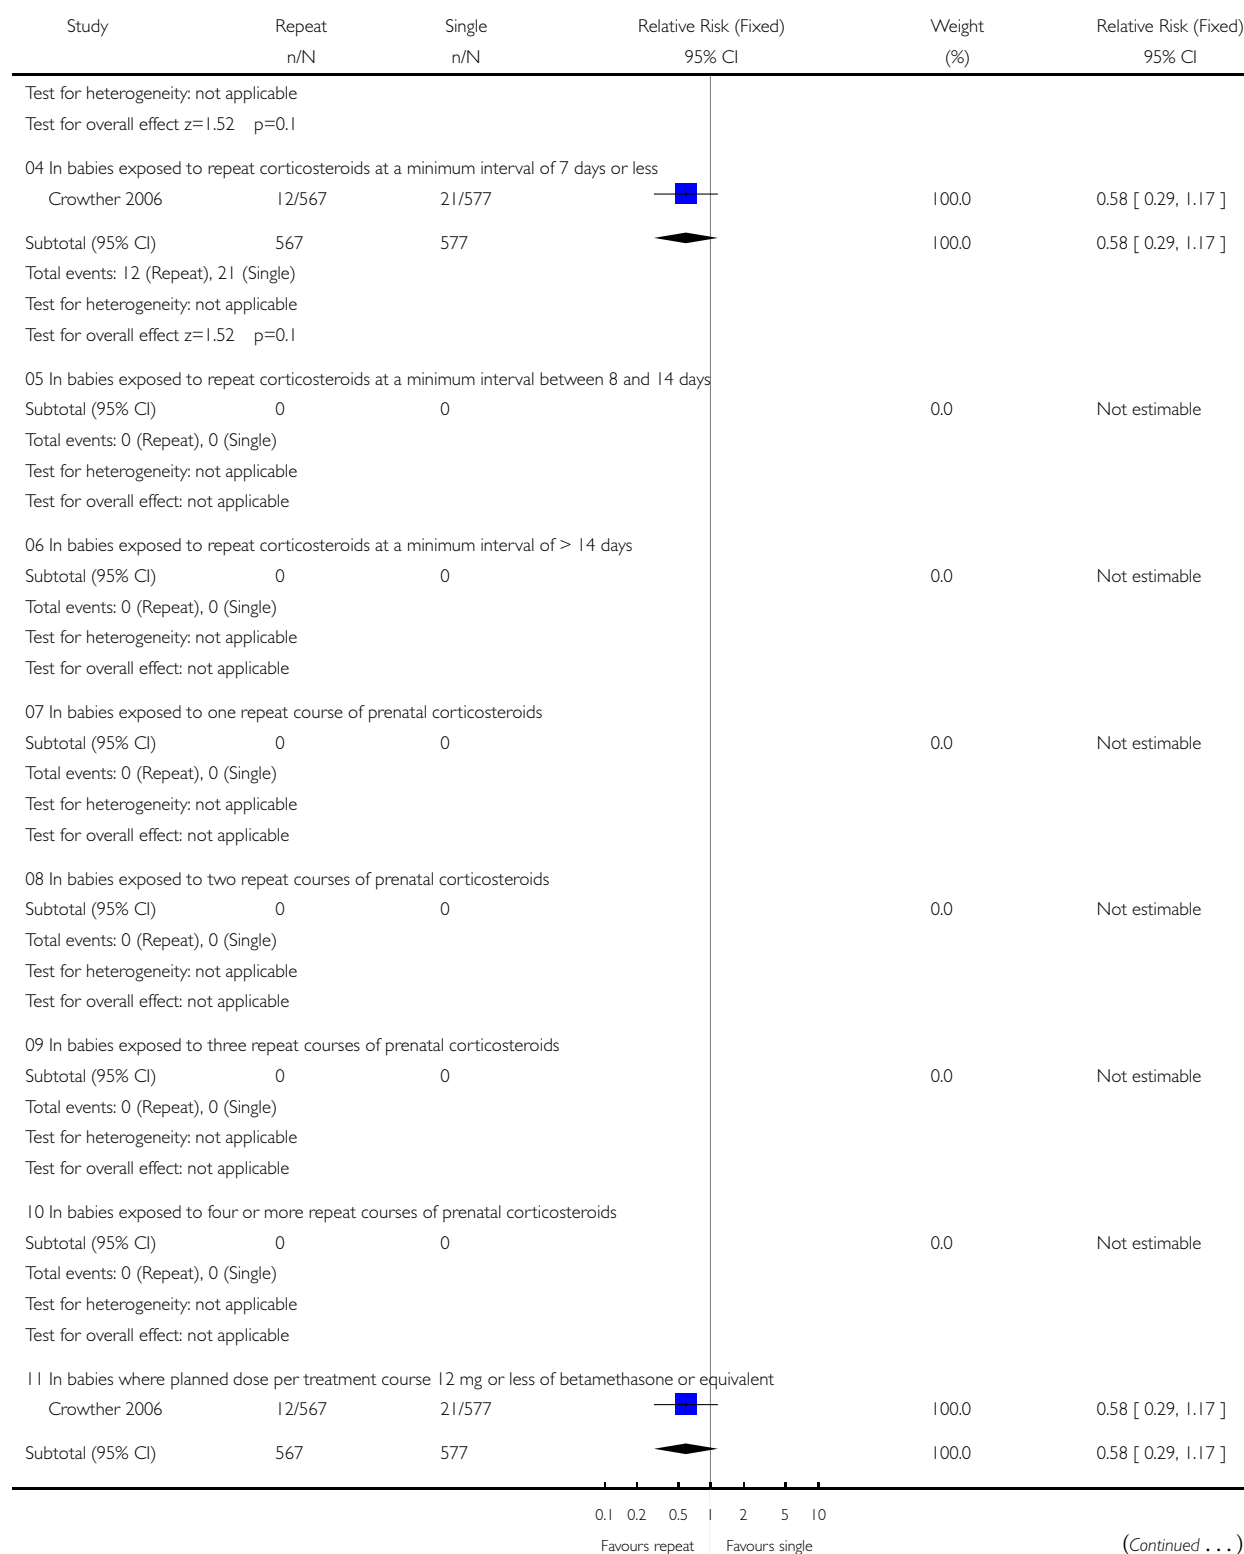 Study Repeat Single Relative Risk (Fixed) Weight Relative Risk (Fixed)
n/N n/N 95% CI (%) 95% CI
Test for heterogeneity: not applicable
Test for overall effect z=1.52 p=0.1
04 In babies exposed to repeat corticosteroids at a minimum interval of 7 days or less
Crowther 2006 12/567 21/577 100.0 0.58 [ 0.29, 1.17 ]
Subtotal (95% CI) 567 577 100.0 0.58 [ 0.29, 1.17 ]
Total events: 12 (Repeat), 21 (Single)
Test for heterogeneity: not applicable
Test for overall effect z=1.52 p=0.1
05 In babies exposed to repeat corticosteroids at a minimum interval between 8 and 14 days
Subtotal (95% CI) 0 0 0.0 Not estimable
Total events: 0 (Repeat), 0 (Single)
Test for heterogeneity: not applicable
Test for overall effect: not applicable
06 In babies exposed to repeat corticosteroids at a minimum interval of > 14 days
Subtotal (95% CI) 0 0 0.0 Not estimable
Total events: 0 (Repeat), 0 (Single)
Test for heterogeneity: not applicable
Test for overall effect: not applicable
07 In babies exposed to one repeat course of prenatal corticosteroids
Subtotal (95% CI) 0 0 0.0 Not estimable
Total events: 0 (Repeat), 0 (Single)
Test for heterogeneity: not applicable
Test for overall effect: not applicable
08 In babies exposed to two repeat courses of prenatal corticosteroids
Subtotal (95% CI) 0 0 0.0 Not estimable
Total events: 0 (Repeat), 0 (Single)
Test for heterogeneity: not applicable
Test for overall effect: not applicable
09 In babies exposed to three repeat courses of prenatal corticosteroids
Subtotal (95% CI) 0 0 0.0 Not estimable
Total events: 0 (Repeat), 0 (Single)
Test for heterogeneity: not applicable
Test for overall effect: not applicable
10 In babies exposed to four or more repeat courses of prenatal corticosteroids
Subtotal (95% CI) 0 0 0.0 Not estimable
Total events: 0 (Repeat), 0 (Single)
Test for heterogeneity: not applicable
Test for overall effect: not applicable
11 In babies where planned dose per treatment course 12 mg or less of betamethasone or equivalent
Crowther 2006 12/567 21/577 100.0 0.58 [ 0.29, 1.17 ]
Subtotal (95% CI) 567 577 100.0 0.58 [ 0.29, 1.17 ]
0.1 0.2 0.5 1 2 5 10
Favours repeat Favours single (Continued . . . )